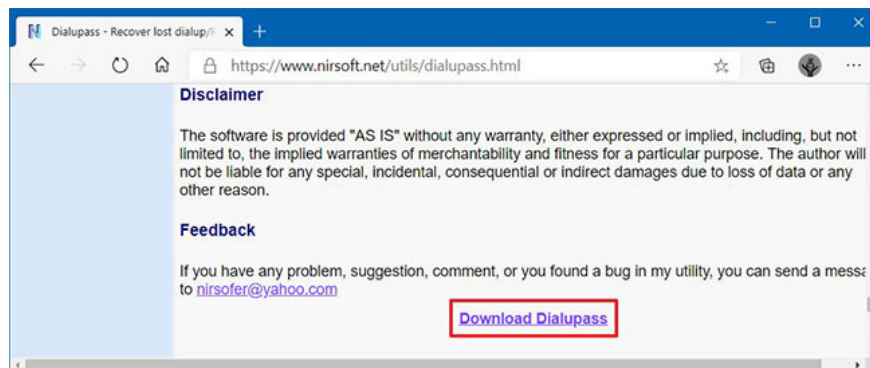 Dialupass - Recover lost dialup/
https://www.nirsoft.net/utils/dialupass.html
Disclaimer
The software is provided "AS IS" without any warranty, either expressed or implied, including, but not
limited to, the implied warranties of merchantability and fitness for a particular purpose. The author will
not be liable for any special, incidental, consequential or indirect damages due to loss of data or any
other reason.
Feedback
If you have any problem, suggestion, comment, or you found a bug in my utility, you can send a messa
to nirsofer@yahoo.com
Download Dialupass